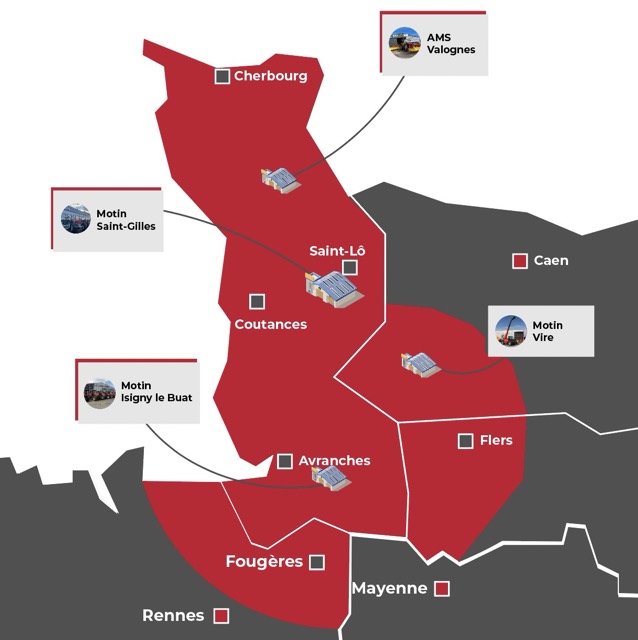 AMS
Valognes
Cherbourg
Motin
Saint-Gilles
Saint-Lô
Caen
Coutances
Motin
Vire
Motin
Isigny le Buat
Flers
Avranches
Fougères
Mayenne
Rennes